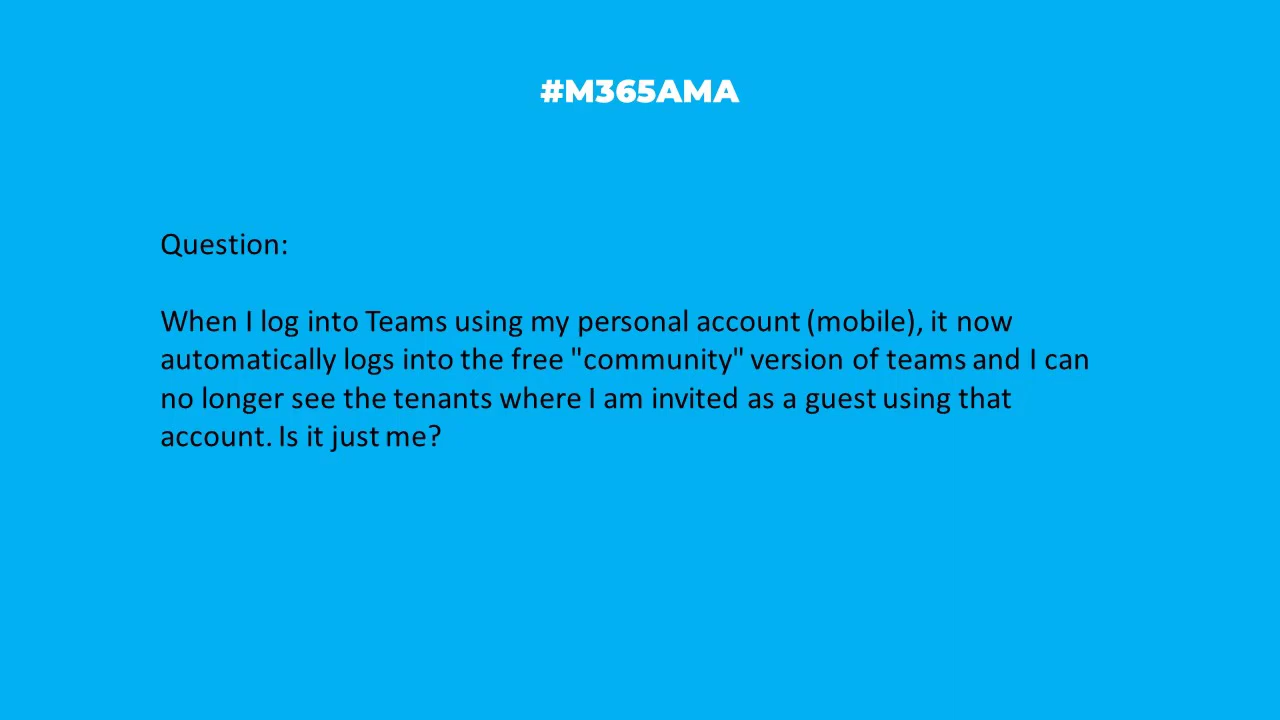 #M365AMA
Question:
When I log into Teams using my personal account (mobile), it now
automatically logs into the free "community" version of teams and I can
no longer see the tenants where I am invited as a guest using that
account. Is it just me?